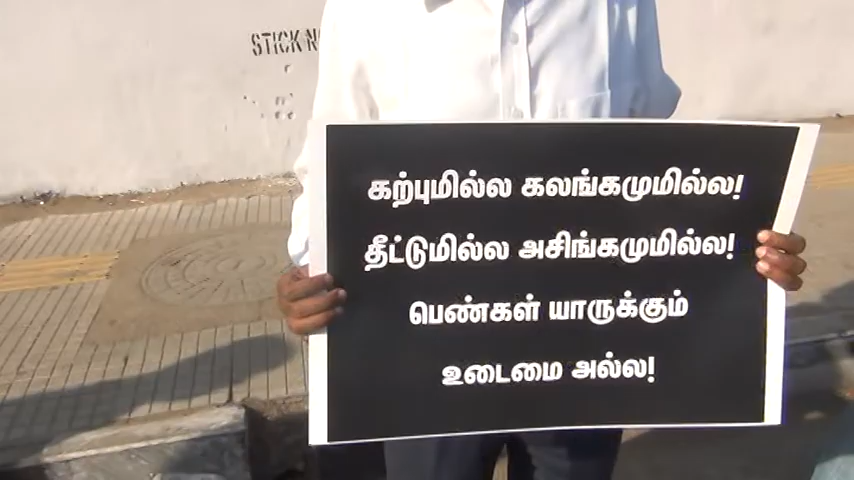 STICK N
கற்புமில்ல கலங்கமுமில்ல!
தீட்டுமில்ல அசிங்கமுமில்ல!
பெண்கள் யாருக்கும்
உடைமை அல்ல!